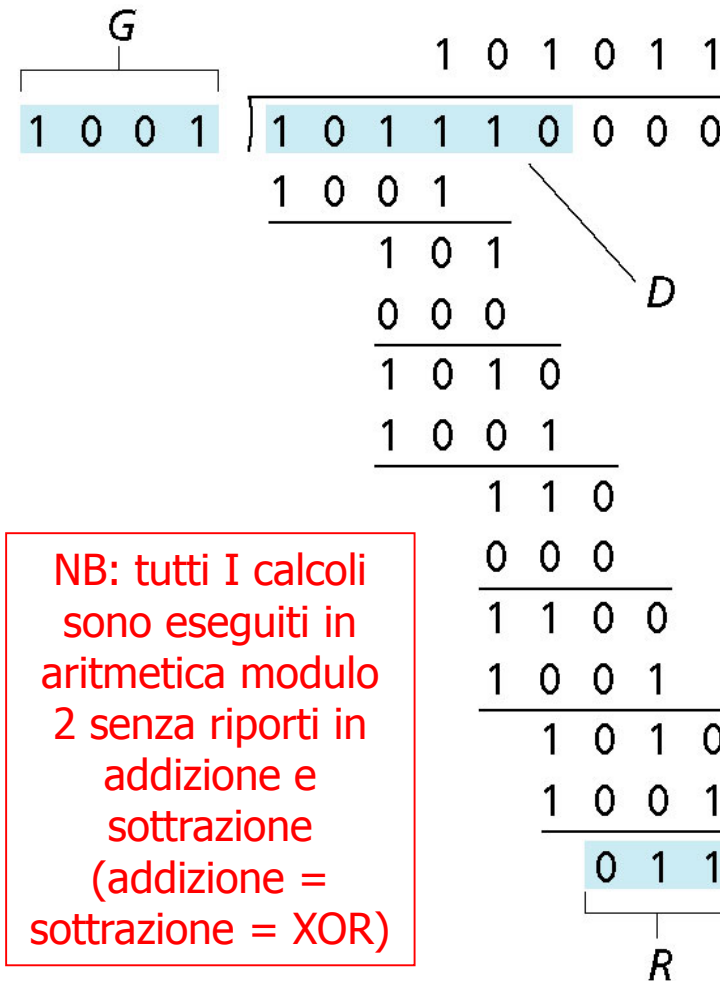 G
1 0 1 0 1 1
1 0 0 1 1 0 1 1 1 0 0 0 0
1 0 0 1
1 0 1
D
0 0 0
1 0 1 0
1 0 0 1
1 1 0
0 0 0
1 1 0 0
1 0 0 1
1 0 1 0
1 0 0 1
0 1 1
R
NB: tutti I calcoli
sono eseguiti in
aritmetica modulo
2 senza riporti in
addizione e
sottrazione
(addizione =
sottrazione = XOR)